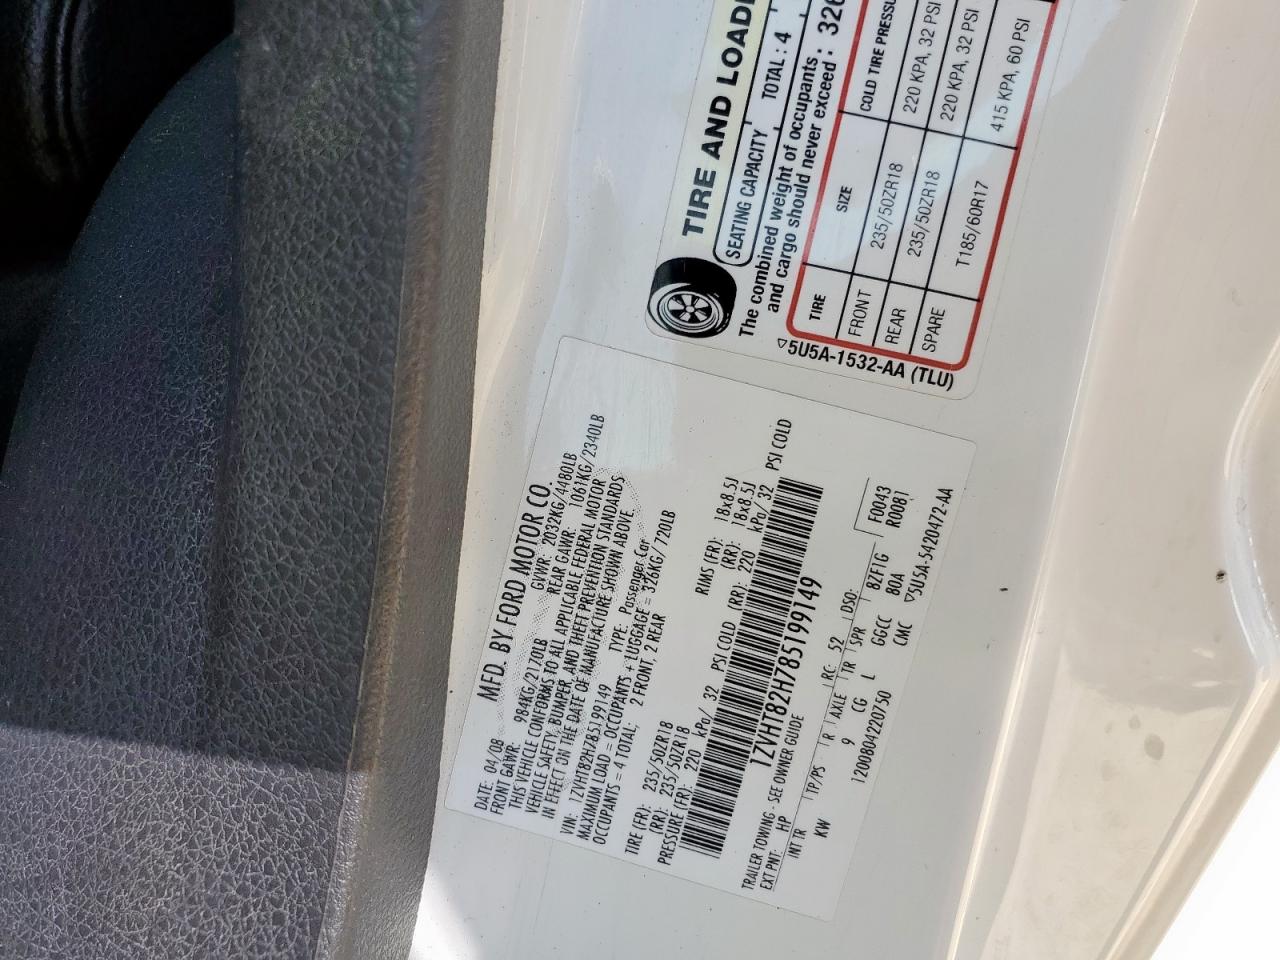 TIRE AND LOADI
SEATING CAPACITY TOTAL : 4
The combined weight of occupants
and cargo should never exceed : 326
TIRE SIZE COLD TIRE PRESSU
FRONT 235/50ZR18 220 KPA, 32 PSI
REAR 235/50ZR18 220 KPA, 32 PSI
SPARE T185/60R17 415 KPA, 60 PSI
5U5A-1532-AA (TLU)
MFD. BY FORD MOTOR CO.
DATE: 04/08 GVWR: 2032KG/4480LB
FRONT GAWR: 984KG/2170LB REAR GAWR: 1061KG/2340LB
THIS VEHICLE CONFORMS TO ALL APPLICABLE FEDERAL MOTOR
VEHICLE SAFETY, BUMPER, AND THEFT PREVENTION STANDARDS
IN EFFECT ON THE DATE OF MANUFACTURE SHOWN ABOVE.
VIN: 1ZVHT82H785199149 TYPE: Passenger Car
MAXIMUM LOAD = OCCUPANTS + LUGGAGE = 326KG/720LB
OCCUPANTS = 4 TOTAL; 2 FRONT, 2 REAR
TIRE (FR): 235/50ZR18 RIMS (FR): 18x8.5J
(RR): 235/50ZR18 (RR): 18x8.5J
PRESSURE (FR): 220 kPa/ 32 PSI COLD (RR): 220 kPa/ 32 PSI COLD
1ZVHT82H785199149
TRAILER TOWING - SEE OWNER GUIDE
EXT PNT: HP RC: 52 DSO: F0043
INT TR TP/PS R AXLE TR SPR R0081
KW 9 CG L GGCC BZF1G
1200804220750 CMC 80A
5U5A-5420472-AA